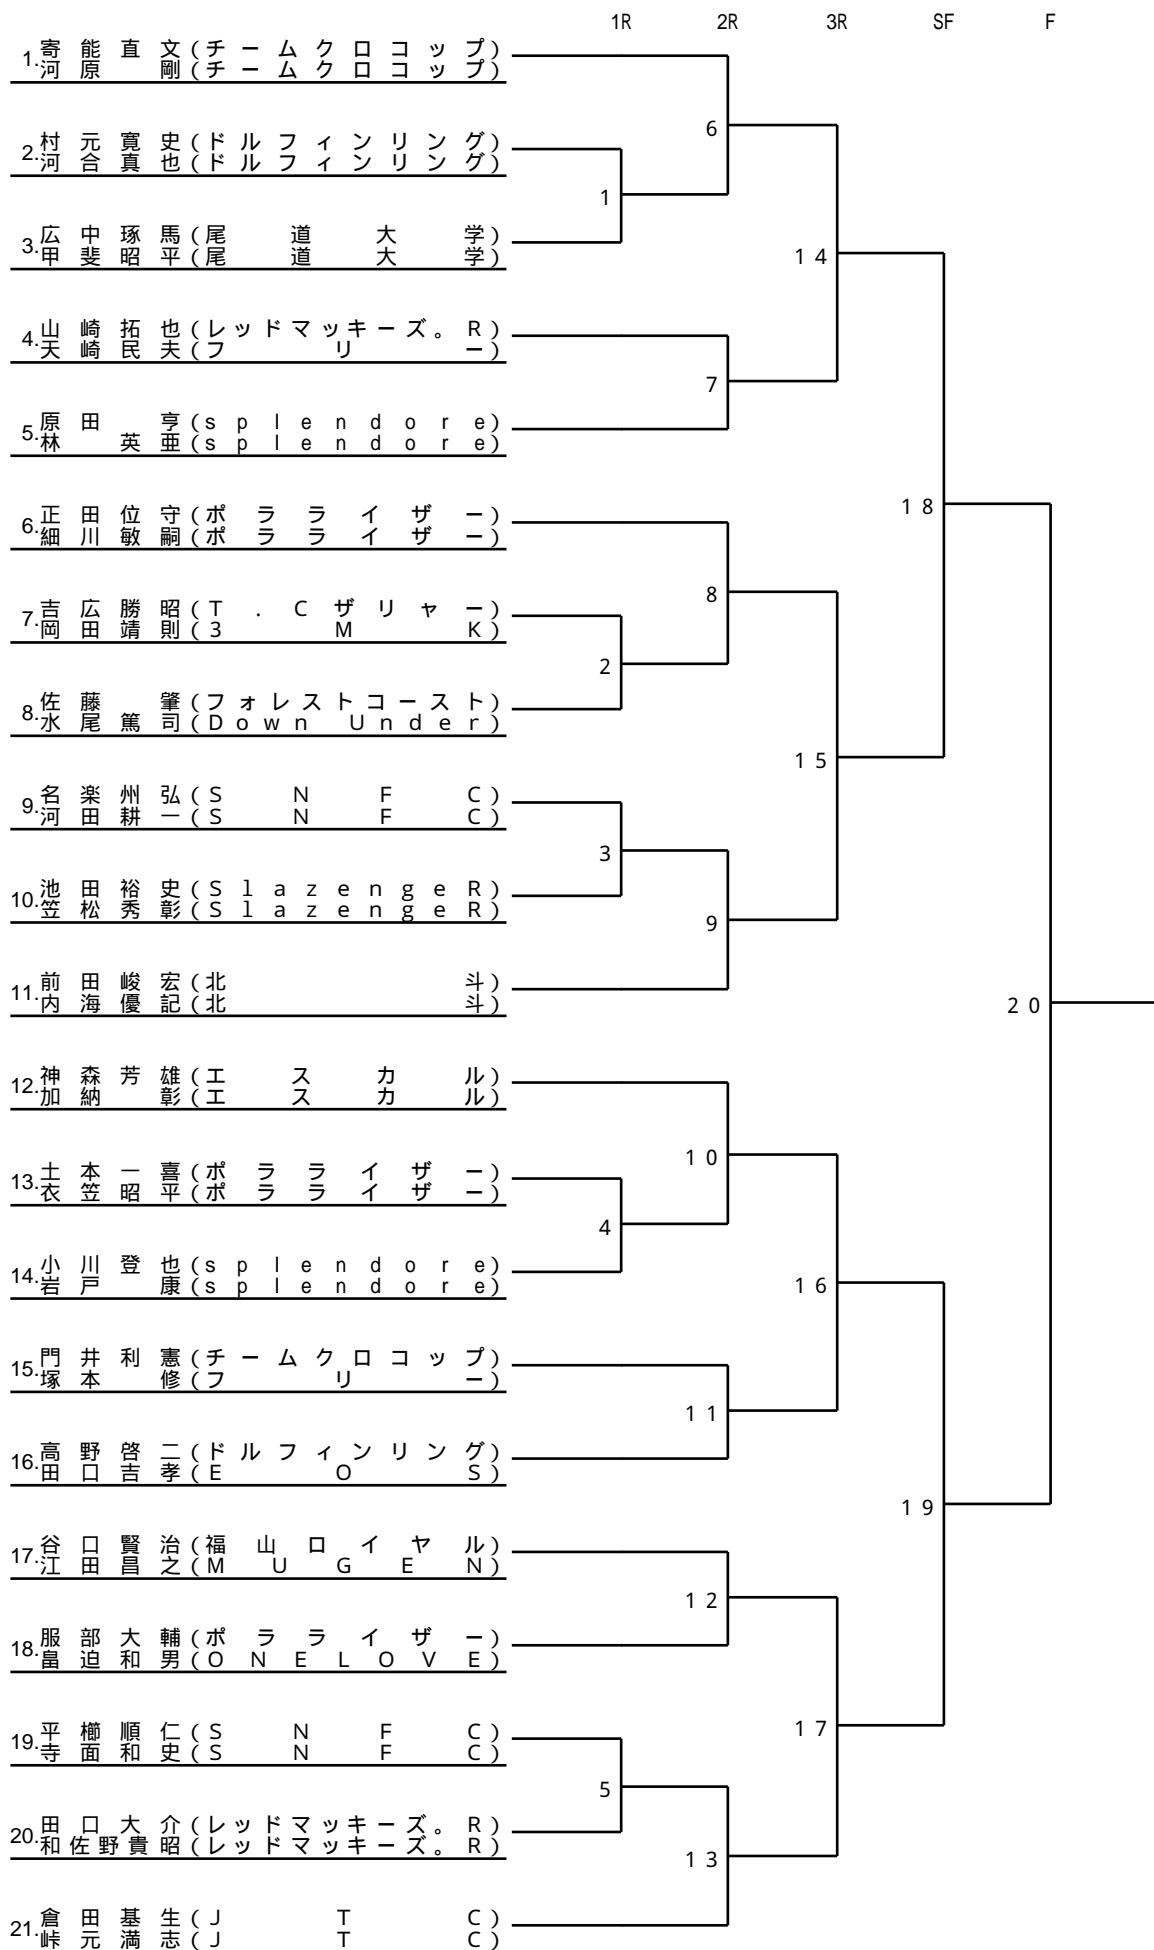 1R 2R 3R SF F
1.寄能直文(チームクロコップ)
河原 剛(チームクロコップ)
6
2.村元寛史(ドルフィンリング)
河合真也(ドルフィンリング)
1
3.広中琢馬(尾道大学)
甲斐昭平(尾道大学)
14
4.山崎拓也(レッドマッキーズ。R)
天崎民夫(フリー)
7
5.原田 亨(splendore)
林 英亜(splendore)
18
6.正田位守(ポラライザー)
細川敏嗣(ポラライザー)
8
7.吉広勝昭(T.Cザリャー)
岡田靖則(3MK)
2
8.佐藤 肇(フォレストコースト)
水尾篤司(Down Under)
15
9.名楽州弘(SNFC)
河田耕一(SNFC)
3
10.池田裕史(SlazengeR)
笠松秀彰(SlazengeR)
9
11.前田峻宏(北斗)
内海優記(北斗)
20
12.神森芳雄(エスカル)
加納 彰(エスカル)
10
13.土本一喜(ポラライザー)
衣笠昭平(ポラライザー)
4
14.小川登也(splendore)
岩戸 康(splendore)
16
15.門井利憲(チームクロコップ)
塚本 修(フリー)
11
16.高野啓二(ドルフィンリング)
田口吉孝(EOS)
19
17.谷口賢治(福山ロイヤル)
江田昌之(MUGEN)
12
18.服部大輔(ポラライザー)
畠迫和男(ONELOVE)
17
19.平櫛順仁(SNFC)
寺面和史(SNFC)
5
20.田口大介(レッドマッキーズ。R)
和佐野貴昭(レッドマッキーズ。R)
13
21.倉田基生(JTC)
峠元満志(JTC)